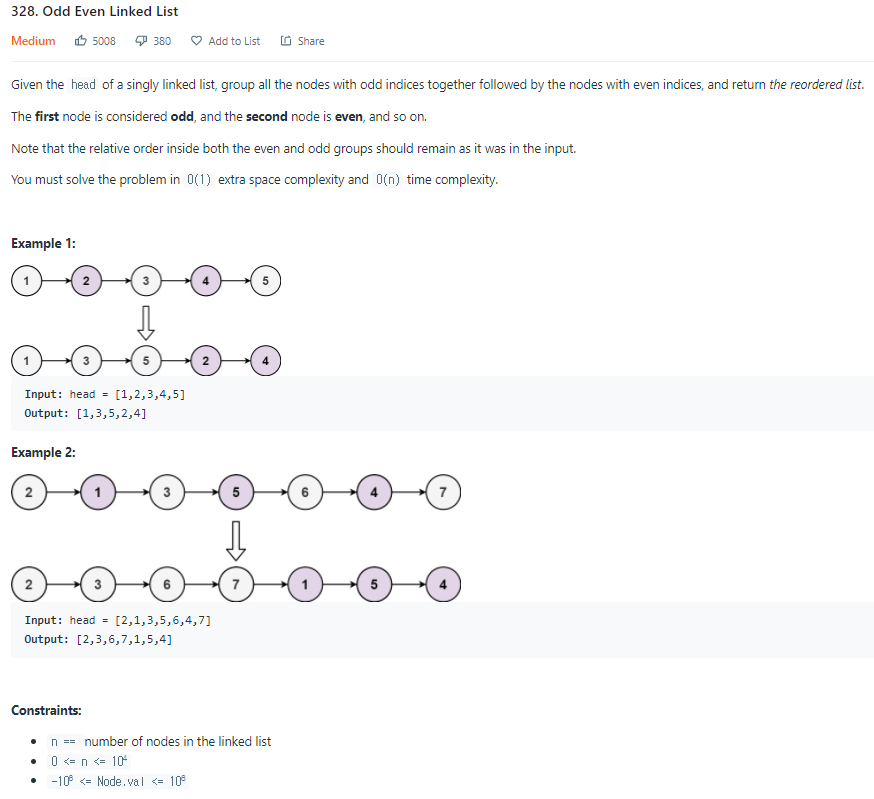 328. Odd Even Linked List
Medium 5008 380 Add to List Share
Given the head of a singly linked list, group all the nodes with odd indices together followed by the nodes with even indices, and return the reordered list.
The first node is considered odd, and the second node is even, and so on.
Note that the relative order inside both the even and odd groups should remain as it was in the input.
You must solve the problem in O(1) extra space complexity and O(n) time complexity.
Example 1:
1 2 3 4 5
1 3 5 2 4
Input: head = [1,2,3,4,5]
Output: [1,3,5,2,4]
Example 2:
2 1 3 5 6 4 7
2 3 6 7 1 5 4
Input: head = [2,1,3,5,6,4,7]
Output: [2,3,6,7,1,5,4]
Constraints:
• n == number of nodes in the linked list
• 0 <= n <= 10⁴
• -10⁶ <= Node.val <= 10⁶